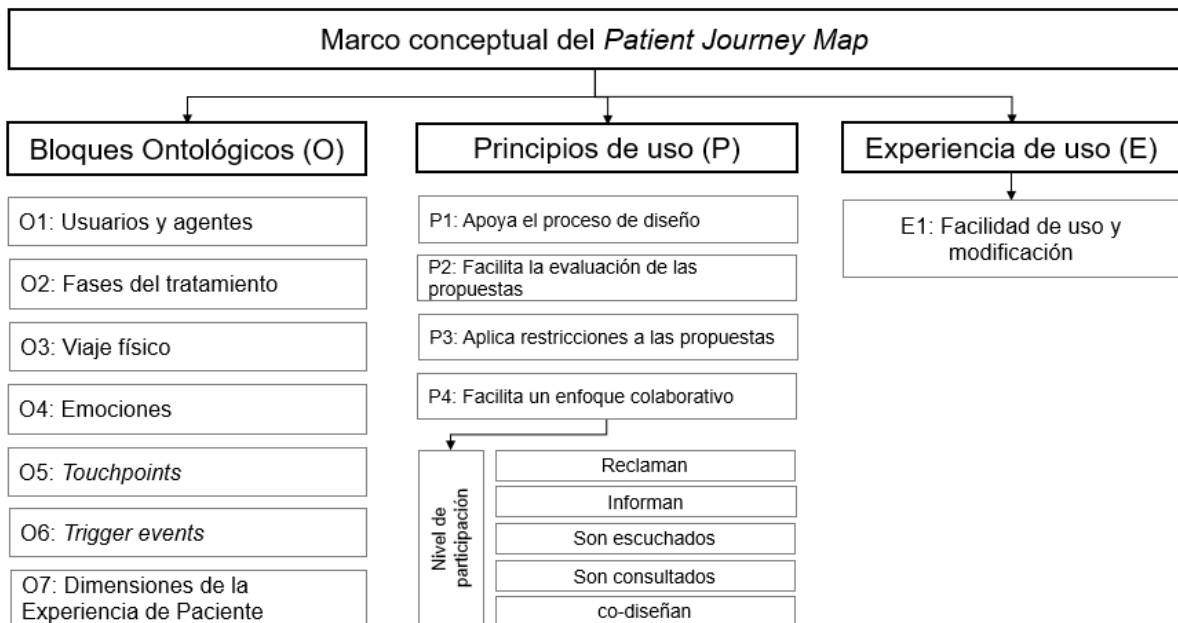 Marco conceptual del Patient Journey Map
Bloques Ontológicos (O)
O1: Usuarios y agentes
O2: Fases del tratamiento
O3: Viaje físico
O4: Emociones
O5: Touchpoints
O6: Trigger events
O7: Dimensiones de la
Experiencia de Paciente
Principios de uso (P)
P1: Apoya el proceso de diseño
P2: Facilita la evaluación de las
propuestas
P3: Aplica restricciones a las propuestas
P4: Facilita un enfoque colaborativo
Nivel de
participación
Reclaman
Informan
Son escuchados
Son consultados
co-diseñan
Experiencia de uso (E)
E1: Facilidad de uso y
modificación